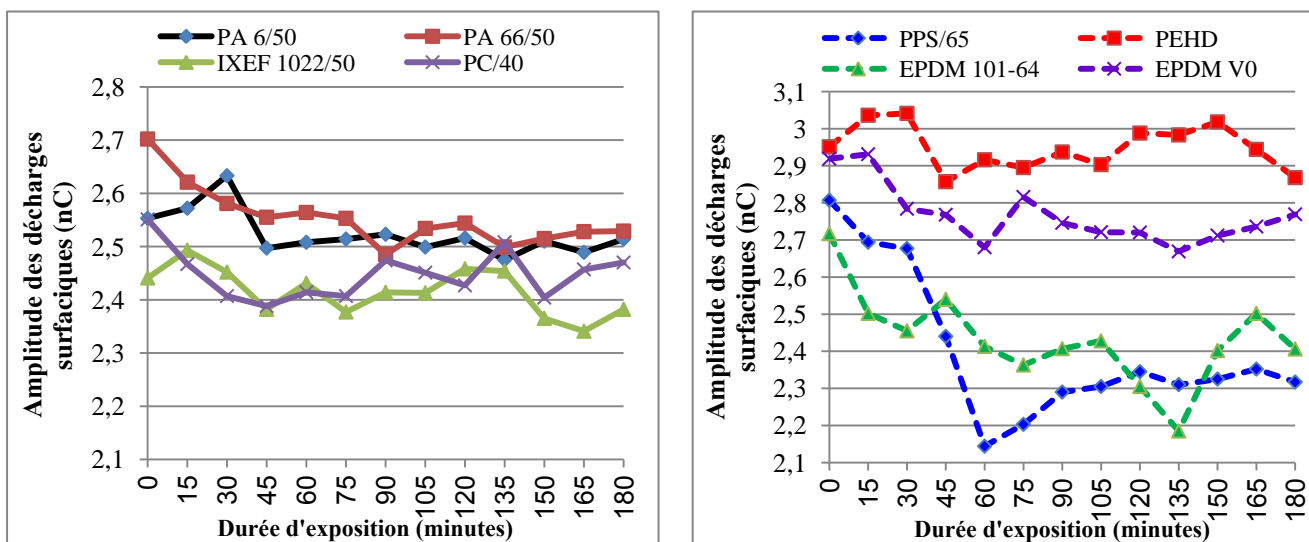 PA 6/50 PA 66/50
IXEF 1022/50 PC/40
2,8
2,7
2,6
2,5
2,4
2,3
2,2
2,1
Amplitude des décharges
surfaciques (nC)
0 15 30 45 60 75 90 105 120 135 150 165 180
Durée d'exposition (minutes)
PPS/65 PEHD
EPDM 101-64 EPDM V0
3,1
3
2,9
2,8
2,7
2,6
2,5
2,4
2,3
2,2
2,1
Amplitude des décharges
surfaciques (nC)
0 15 30 45 60 75 90 105 120 135 150 165 180
Durée d'exposition (minutes)